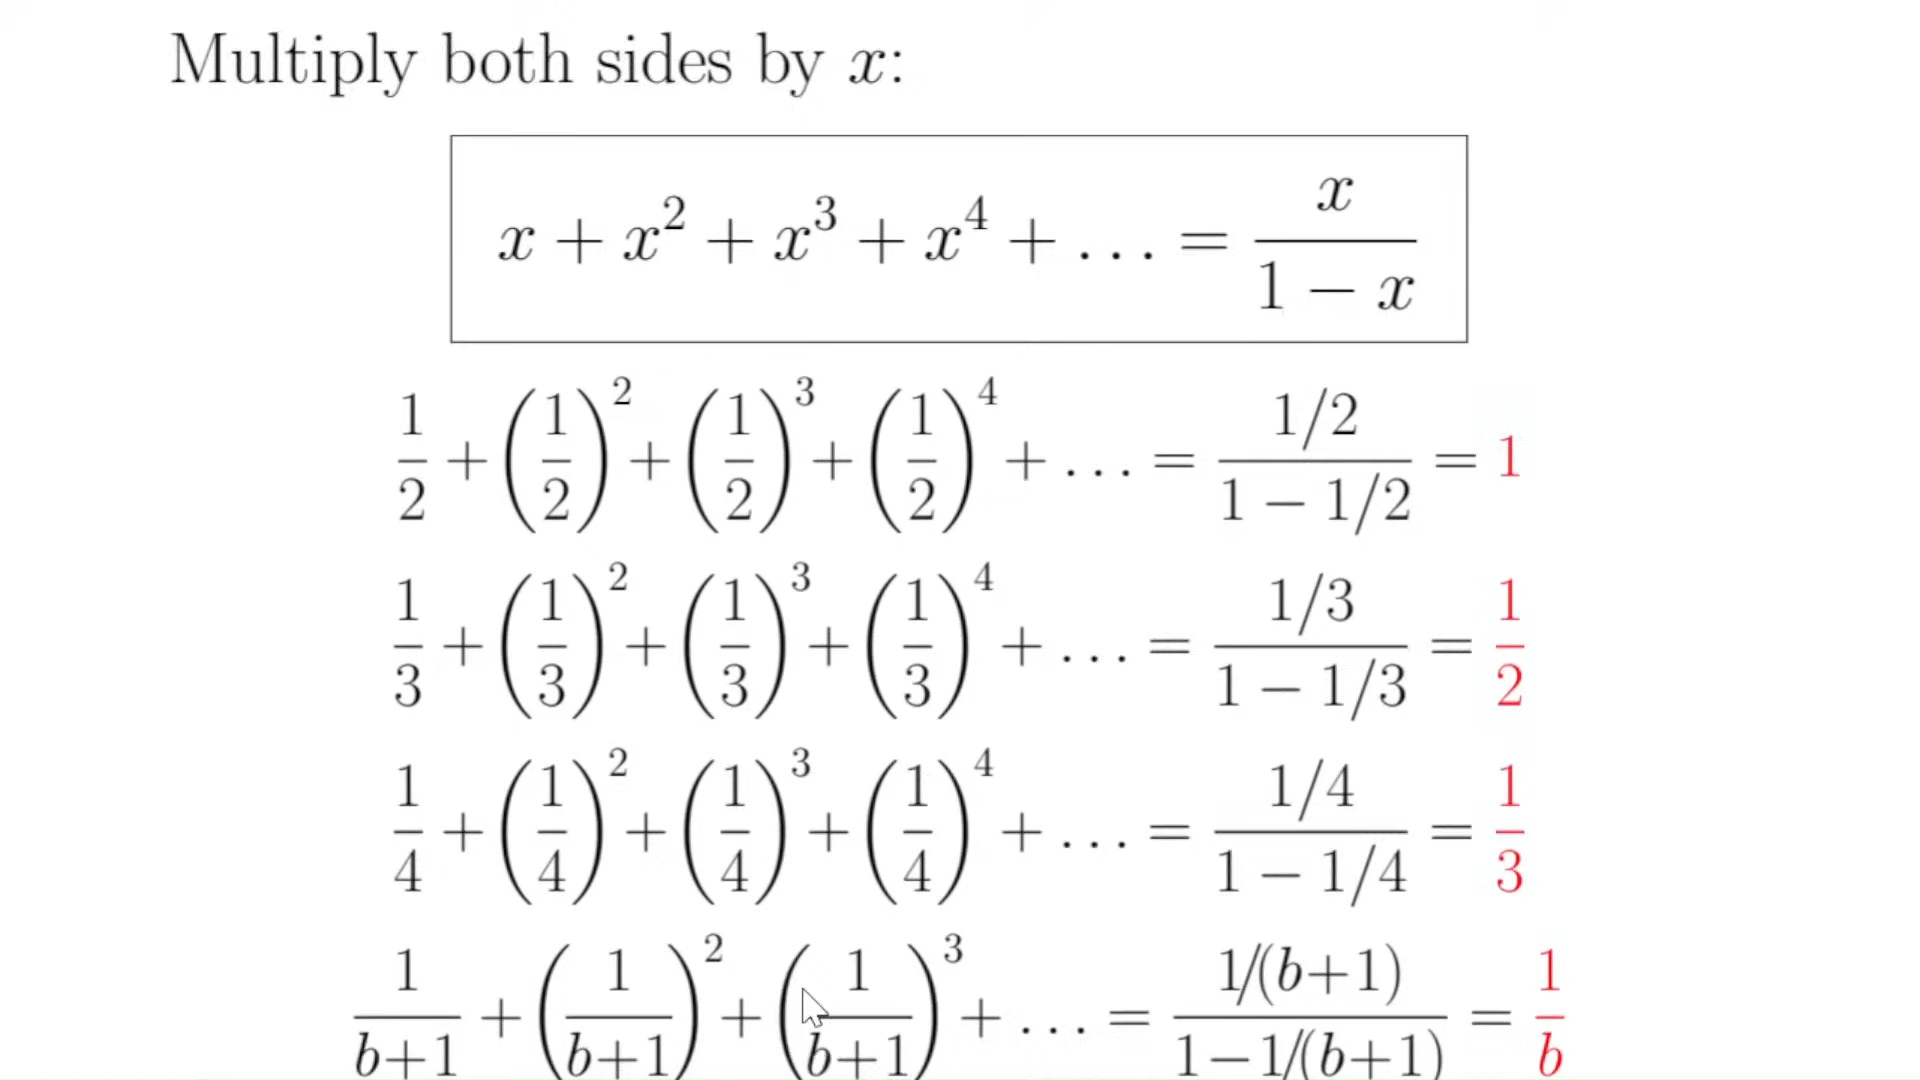 Multiply both sides by x:
x + x² + x³ + x⁴ + ... = x/(1 − x)
1/2 + (1/2)² + (1/2)³ + (1/2)⁴ + ... = (1/2)/(1 − 1/2) = 1
1/3 + (1/3)² + (1/3)³ + (1/3)⁴ + ... = (1/3)/(1 − 1/3) = 1/2
1/4 + (1/4)² + (1/4)³ + (1/4)⁴ + ... = (1/4)/(1 − 1/4) = 1/3
1/(b+1) + (1/(b+1))² + (1/(b+1))³ + ... = (1/(b+1))/(1−1/(b+1)) = 1/b